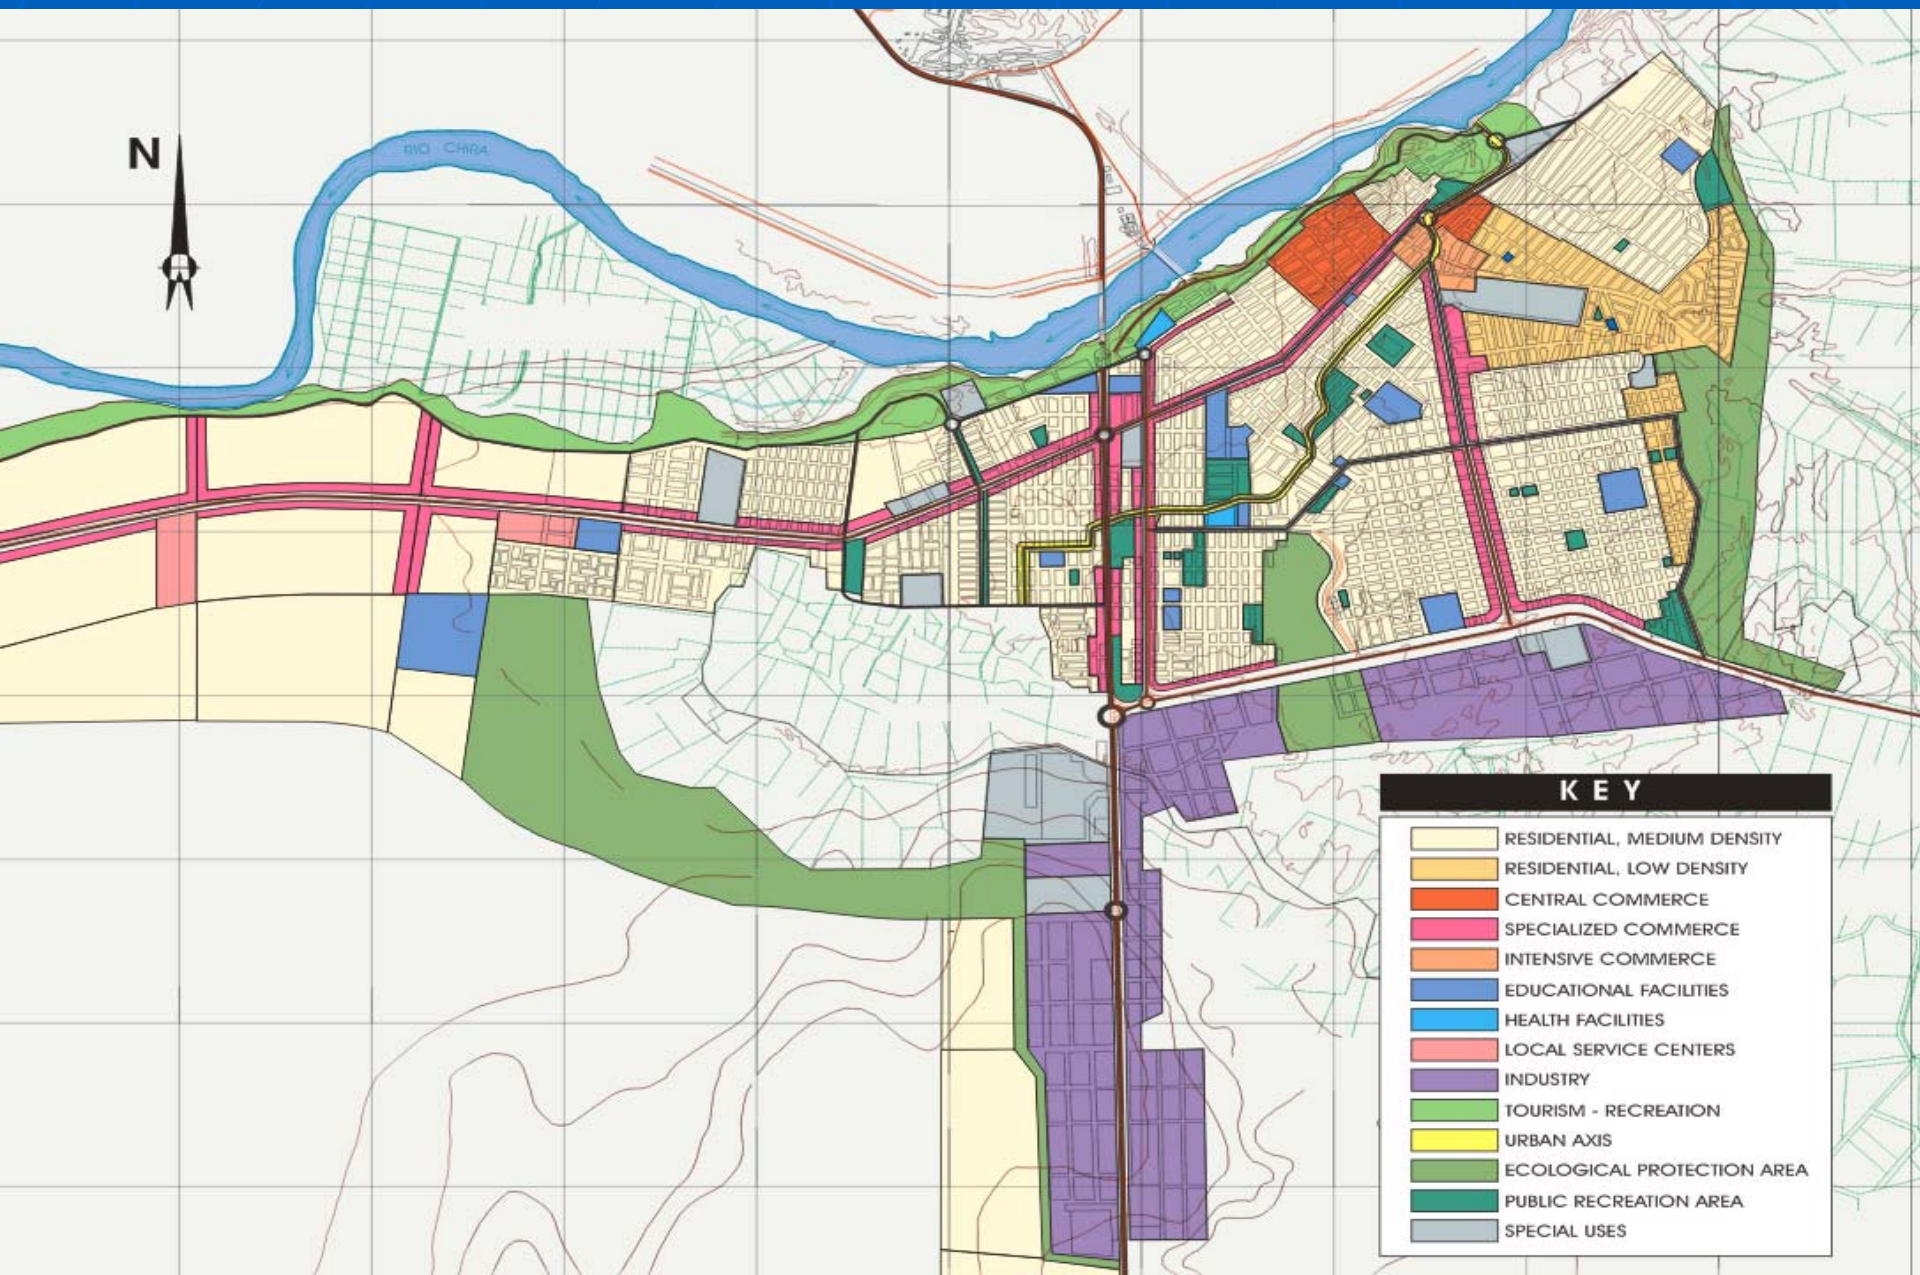 N
RIO CHIRA
KEY
RESIDENTIAL, MEDIUM DENSITY
RESIDENTIAL, LOW DENSITY
CENTRAL COMMERCE
SPECIALIZED COMMERCE
INTENSIVE COMMERCE
EDUCATIONAL FACILITIES
HEALTH FACILITIES
LOCAL SERVICE CENTERS
INDUSTRY
TOURISM - RECREATION
URBAN AXIS
ECOLOGICAL PROTECTION AREA
PUBLIC RECREATION AREA
SPECIAL USES